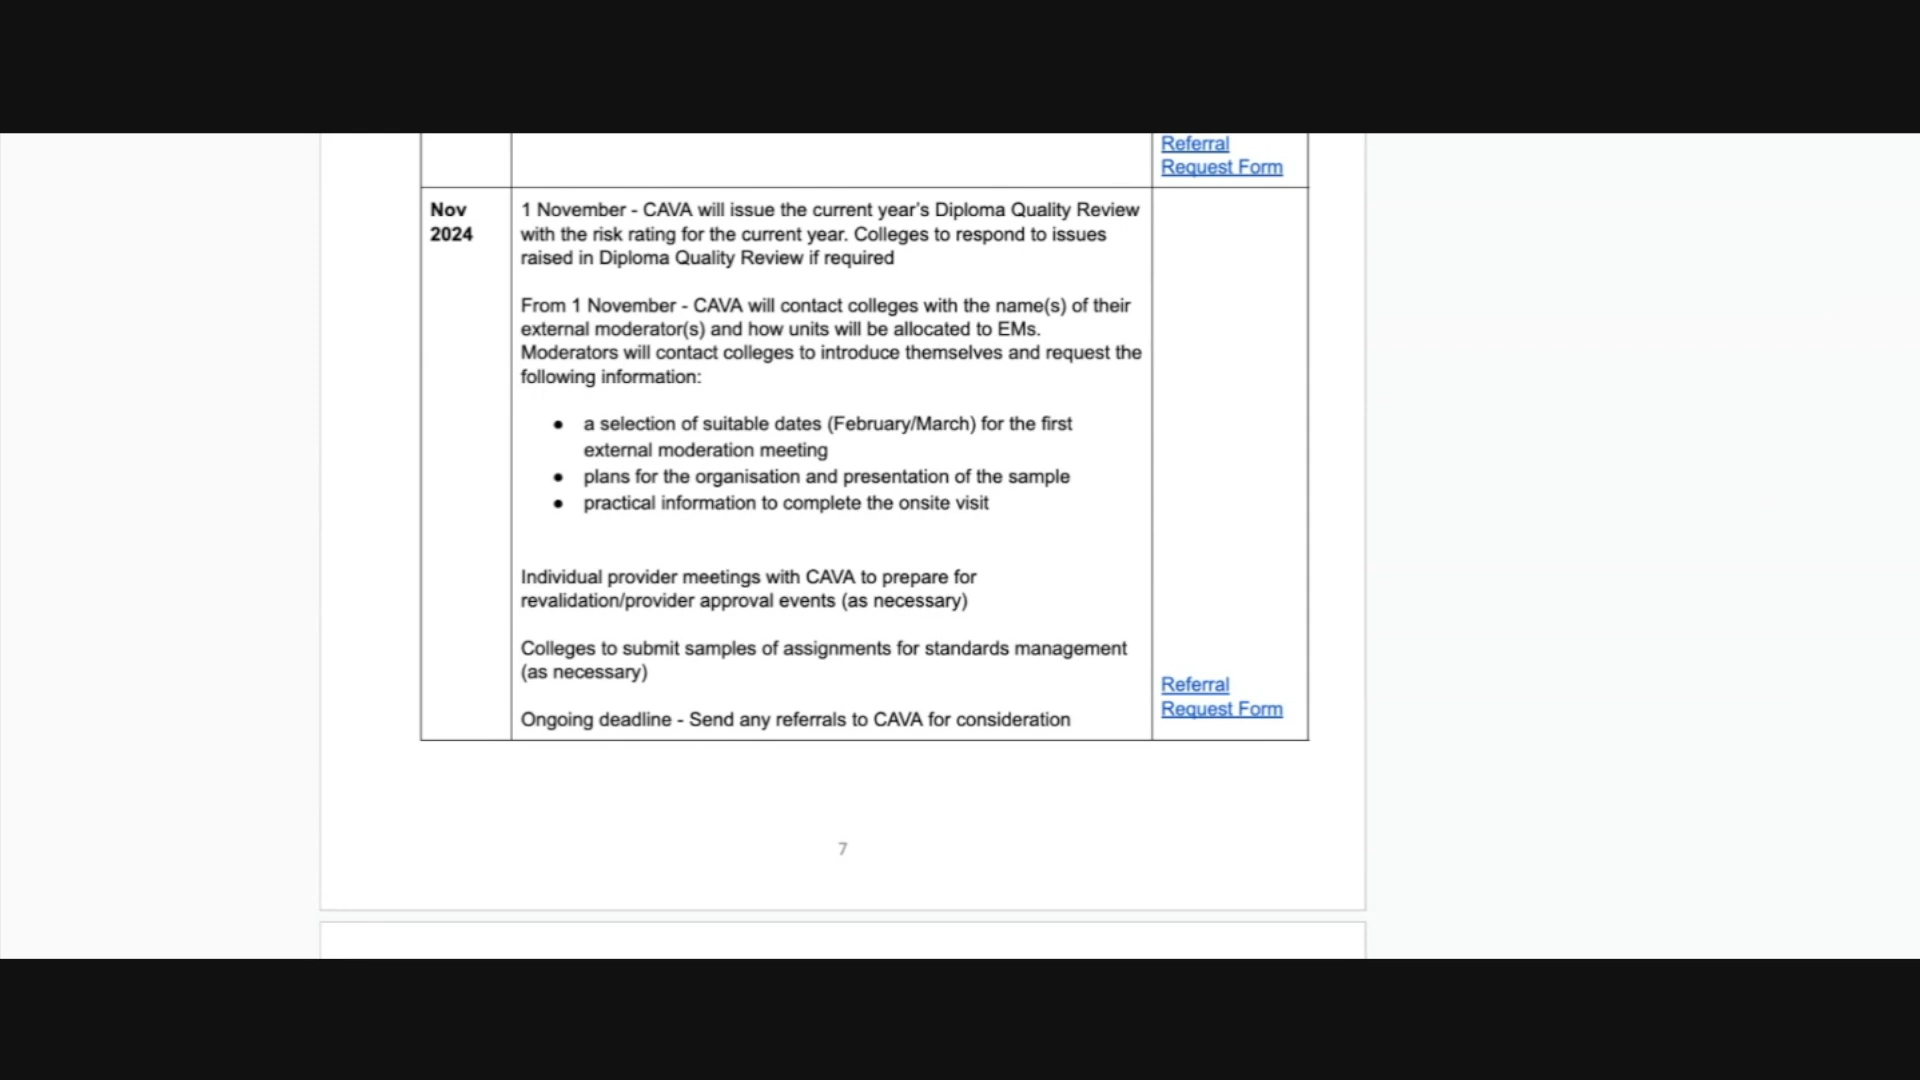 Referral
Request Form
Nov
2024
1 November - CAVA will issue the current year's Diploma Quality Review
with the risk rating for the current year. Colleges to respond to issues
raised in Diploma Quality Review if required
From 1 November - CAVA will contact colleges with the name(s) of their
external moderator(s) and how units will be allocated to EMs.
Moderators will contact colleges to introduce themselves and request the
following information:
● a selection of suitable dates (February/March) for the first
external moderation meeting
● plans for the organisation and presentation of the sample
● practical information to complete the onsite visit
Individual provider meetings with CAVA to prepare for
revalidation/provider approval events (as necessary)
Colleges to submit samples of assignments for standards management
(as necessary)
Ongoing deadline - Send any referrals to CAVA for consideration
Referral
Request Form
7